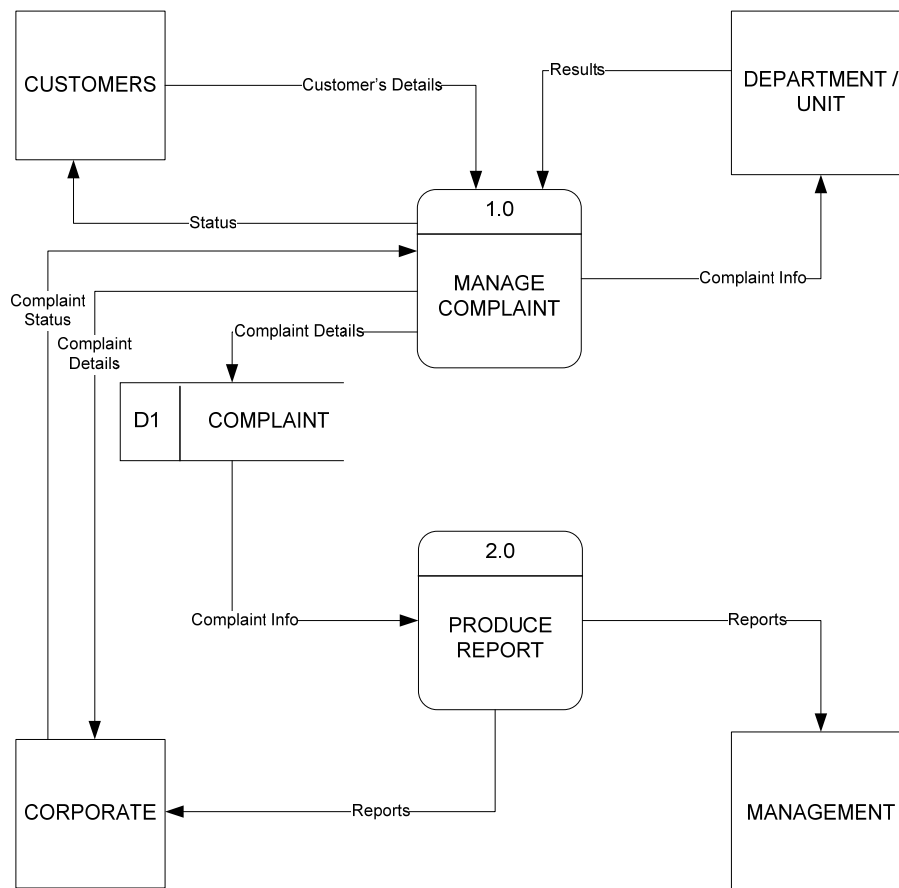 CUSTOMERS
Customer's Details
Results
DEPARTMENT /
UNIT
1.0
Status
MANAGE
COMPLAINT
Complaint Info
Complaint
Status
Complaint
Details
Complaint Details
D1
COMPLAINT
2.0
Complaint Info
PRODUCE
REPORT
Reports
CORPORATE
Reports
MANAGEMENT